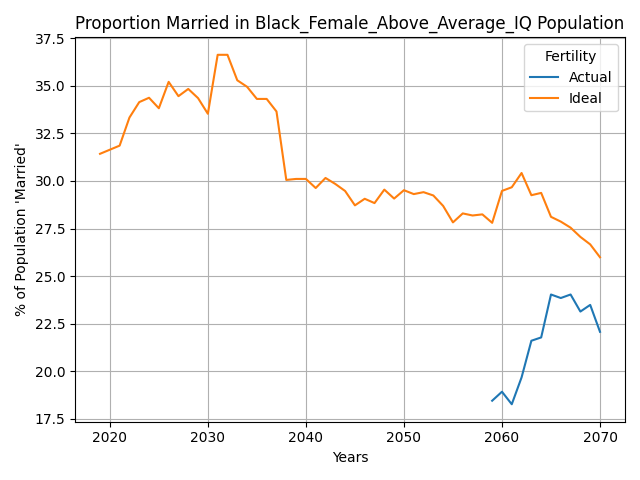 Proportion Married in Black_Female_Above_Average_IQ Population
Fertility
Actual
Ideal
% of Population 'Married'
37.5
35.0
32.5
30.0
27.5
25.0
22.5
20.0
17.5
2020 2030 2040 2050 2060 2070
Years